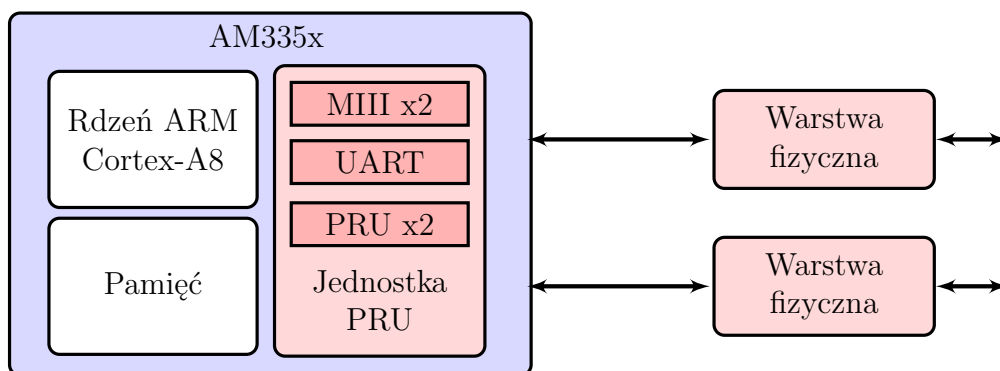 AM335x
Rdzeń ARM
Cortex-A8
Pamięć
MIII x2
UART
PRU x2
Jednostka
PRU
Warstwa
fizyczna
Warstwa
fizyczna